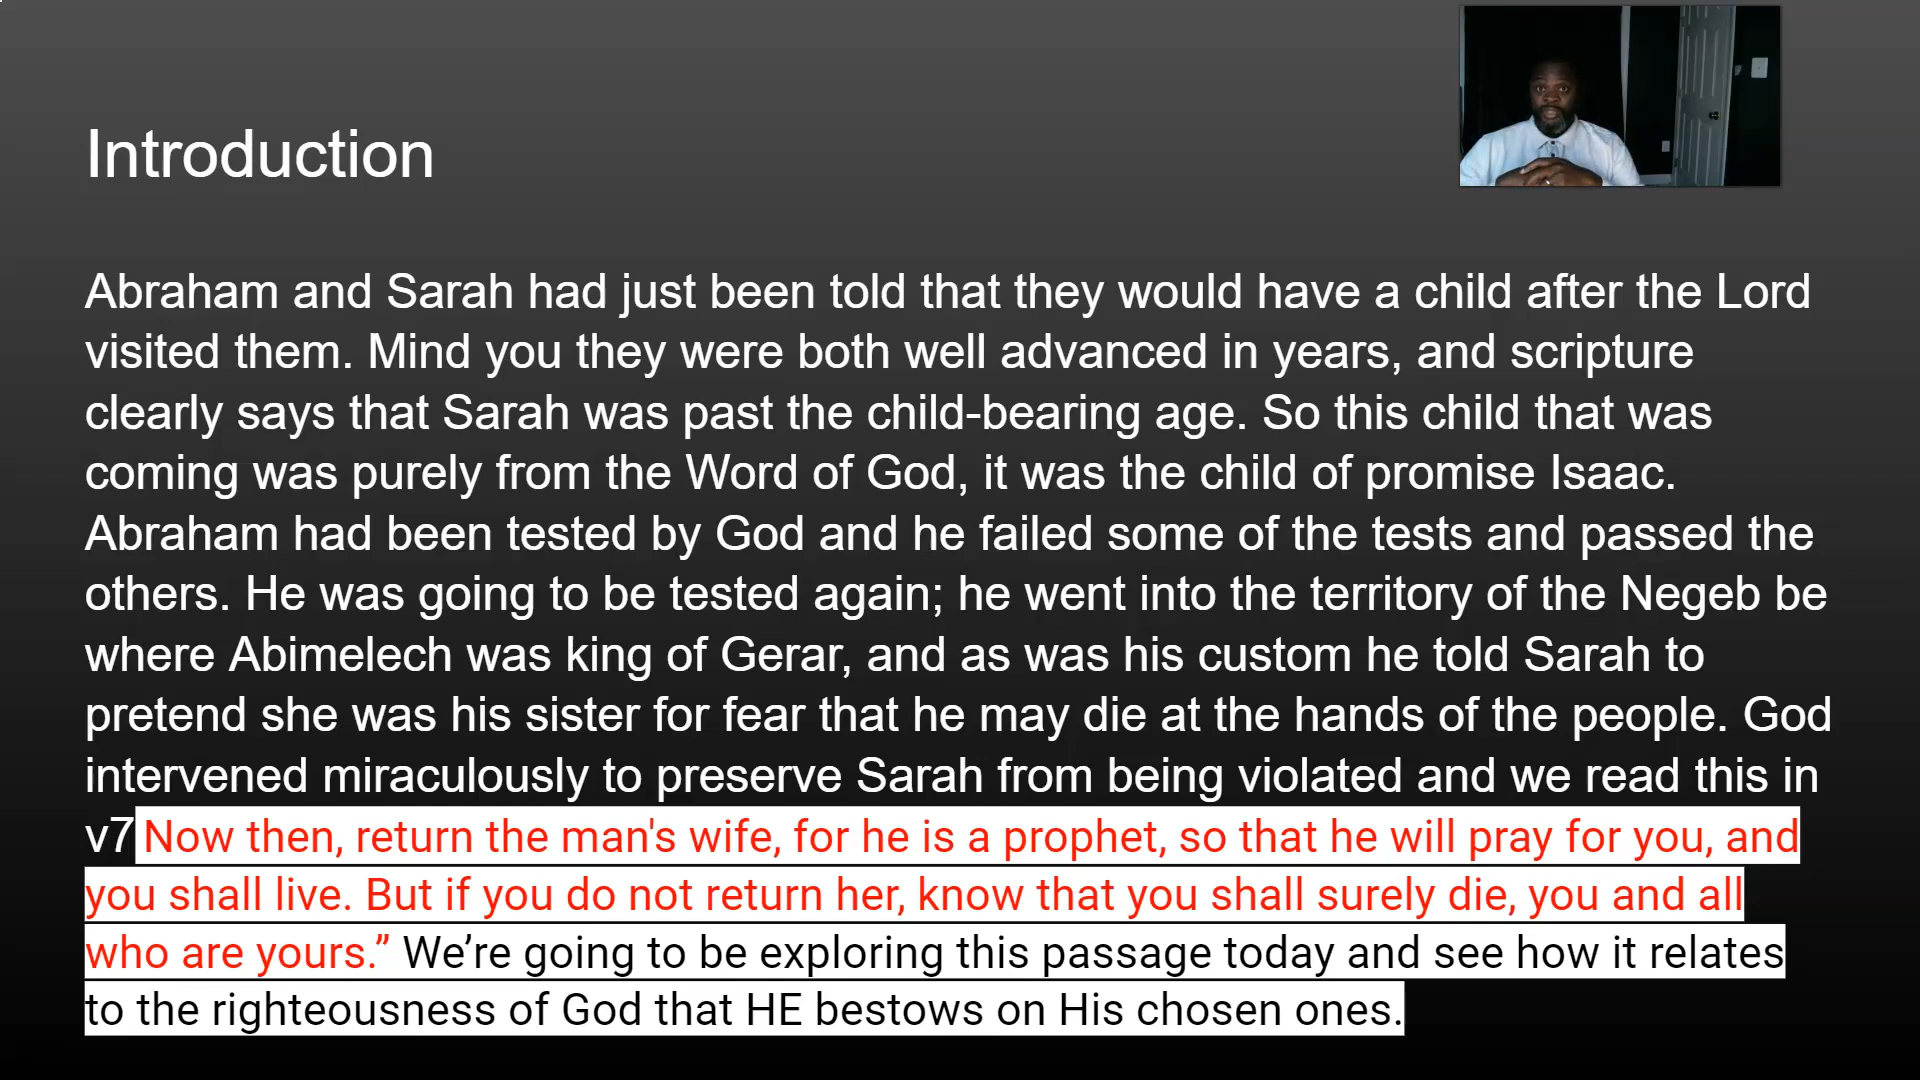 Introduction
Abraham and Sarah had just been told that they would have a child after the Lord
visited them. Mind you they were both well advanced in years, and scripture
clearly says that Sarah was past the child-bearing age. So this child that was
coming was purely from the Word of God, it was the child of promise Isaac.
Abraham had been tested by God and he failed some of the tests and passed the
others. He was going to be tested again; he went into the territory of the Negeb be
where Abimelech was king of Gerar, and as was his custom he told Sarah to
pretend she was his sister for fear that he may die at the hands of the people. God
intervened miraculously to preserve Sarah from being violated and we read this in
v7 Now then, return the man's wife, for he is a prophet, so that he will pray for you, and
you shall live. But if you do not return her, know that you shall surely die, you and all
who are yours.” We’re going to be exploring this passage today and see how it relates
to the righteousness of God that HE bestows on His chosen ones.